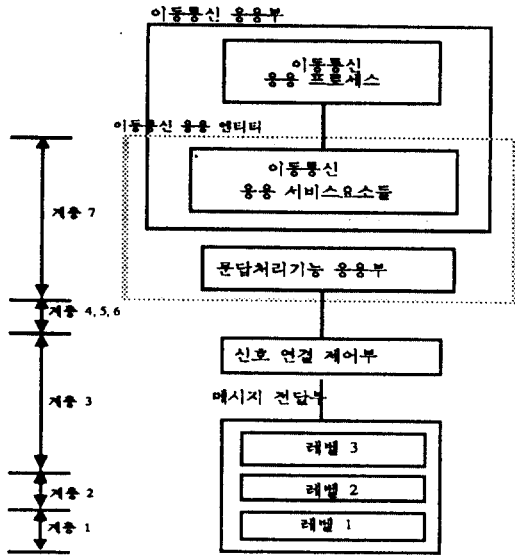 이동통신 응용부
이동통신
응용 프로세스
이동통신 응용 엔티티
이동통신
응용 서비스요소들
계층 7
문답처리기능 응용부
계층 4, 5, 6
신호 연결 제어부
계층 3
메시지 전달부
레벨 3
레벨 2
계층 2
레벨 1
계층 1